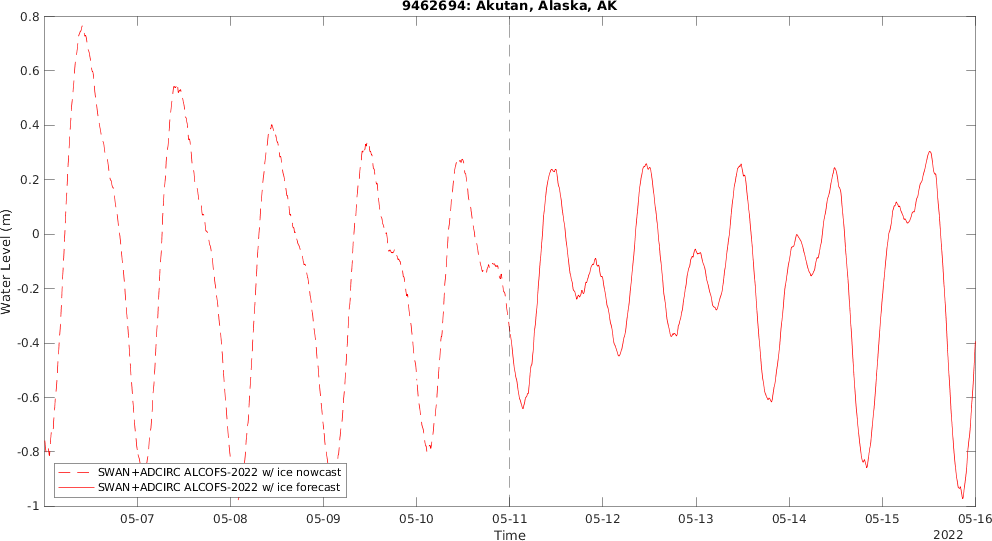 9462694: Akutan, Alaska, AK
Water Level (m)
0.8
0.6
0.4
0.2
0
-0.2
-0.4
-0.6
-0.8
-1
SWAN+ADCIRC ALCOFS-2022 w/ ice nowcast
SWAN+ADCIRC ALCOFS-2022 w/ ice forecast
05-07 05-08 05-09 05-10 05-11 05-12 05-13 05-14 05-15 05-16
Time
2022